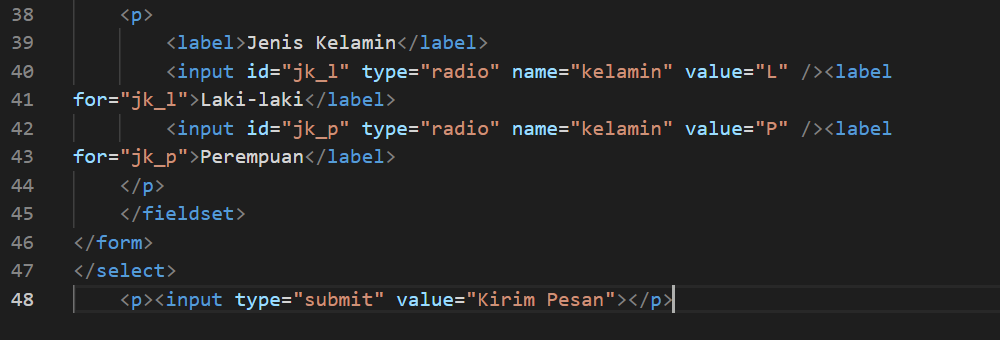 38 <p>
39 <label>Jenis Kelamin</label>
40 <input id="jk_l" type="radio" name="kelamin" value="L" /><label
41 for="jk_l">Laki-laki</label>
42 <input id="jk_p" type="radio" name="kelamin" value="P" /><label
43 for="jk_p">Perempuan</label>
44 </p>
45 </fieldset>
46 </form>
47 </select>
48 <p><input type="submit" value="Kirim Pesan"></p>